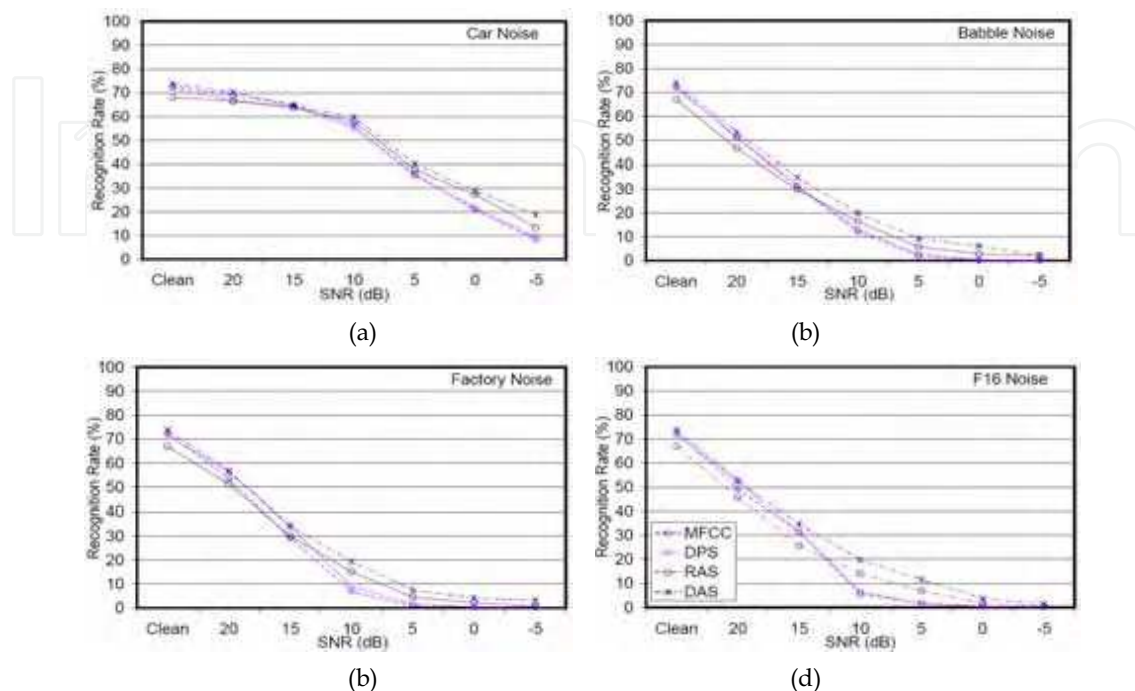 Car Noise
100
90
80
70
60
50
40
30
20
10
0
Recognition Rate (%)
Clean 20 15 10 5 0 -5
SNR (dB)
(a)
Babble Noise
100
90
80
70
60
50
40
30
20
10
0
Recognition Rate (%)
Clean 20 15 10 5 0 -5
SNR (dB)
(b)
Factory Noise
100
90
80
70
60
50
40
30
20
10
0
Recognition Rate (%)
Clean 20 15 10 5 0 -5
SNR (dB)
(b)
F16 Noise
100
90
80
70
60
50
40
30
20
10
0
Recognition Rate (%)
MFCC
DPS
RAS
DAS
Clean 20 15 10 5 0 -5
SNR (dB)
(d)